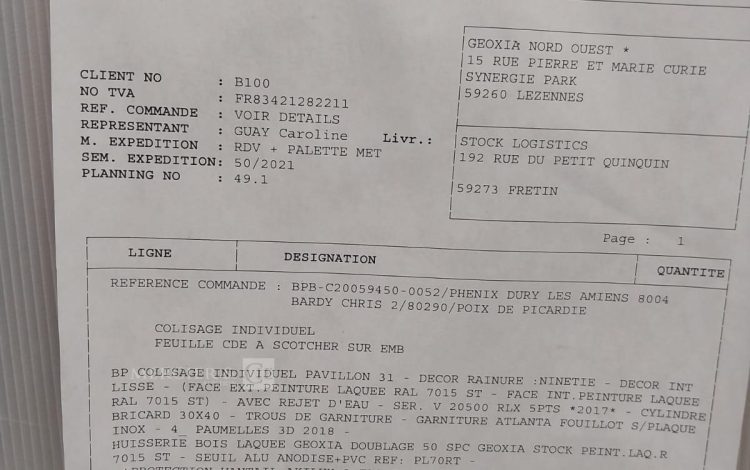 GEOXIA NORD OUEST *
15 RUE PIERRE ET MARIE CURIE
SYNERGIE PARK
59260 LEZENNES
CLIENT NO : B100
NO TVA : FR83421282211
REF. COMMANDE : VOIR DETAILS
REPRESENTANT : GUAY Caroline
M. EXPEDITION : RDV + PALETTE MET
SEM. EXPEDITION: 50/2021
PLANNING NO : 49.1
Livr.:
STOCK LOGISTICS
192 RUE DU PETIT QUINQUIN
59273 FRETIN
Page : 1
LIGNE DESIGNATION QUANTITE
REFERENCE COMMANDE : BPB-C20059450-0052/PHENIX DURY LES AMIENS 8004
BARDY CHRIS 2/80290/POIX DE PICARDIE
COLISAGE INDIVIDUEL
FEUILLE CDE A SCOTCHER SUR EMB
BP COLISAGE INDIVIDUEL PAVILLON 31 - DECOR RAINURE :NINETIE - DECOR INT
LISSE - (FACE EXT.PEINTURE LAQUEE RAL 7015 ST - FACE INT.PEINTURE LAQUEE
RAL 7015 ST) - AVEC REJET D'EAU - SER. V 20500 RLX 5PTS *2017* - CYLINDRE
BRICARD 30X40 - TROUS DE GARNITURE - GARNITURE ATLANTA FOUILLOT S/PLAQUE
INOX - 4_ PAUMELLES 3D 2018 -
HUISSERIE BOIS LAQUEE GEOXIA DOUBLAGE 50 SPC GEOXIA STOCK PEINT.LAQ.R
7015 ST - SEUIL ALU ANODISE+PVC REF: PL70RT -